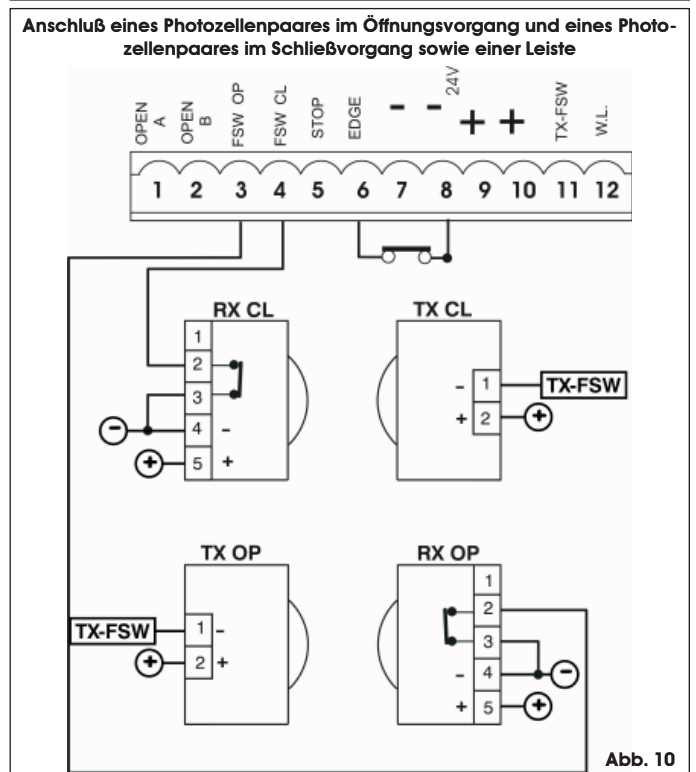 Anschluß eines Photozellenpaares im Öffnungsvorgang und eines Photo-
zellenpaares im Schließvorgang sowie einer Leiste
OPEN A
OPEN B
FSW OP
FSW CL
STOP
EDGE
-
-
24V
+
+
TX-FSW
W.L.
1 2 3 4 5 6 7 8 9 10 11 12
RX CL
1
2
3
- 4 -
+ 5 +
TX CL
- 1 TX-FSW
+ 2 +
TX OP
TX-FSW 1 -
+ 2 +
RX OP
1
2
3
- 4 -
+ 5 +
Abb. 10